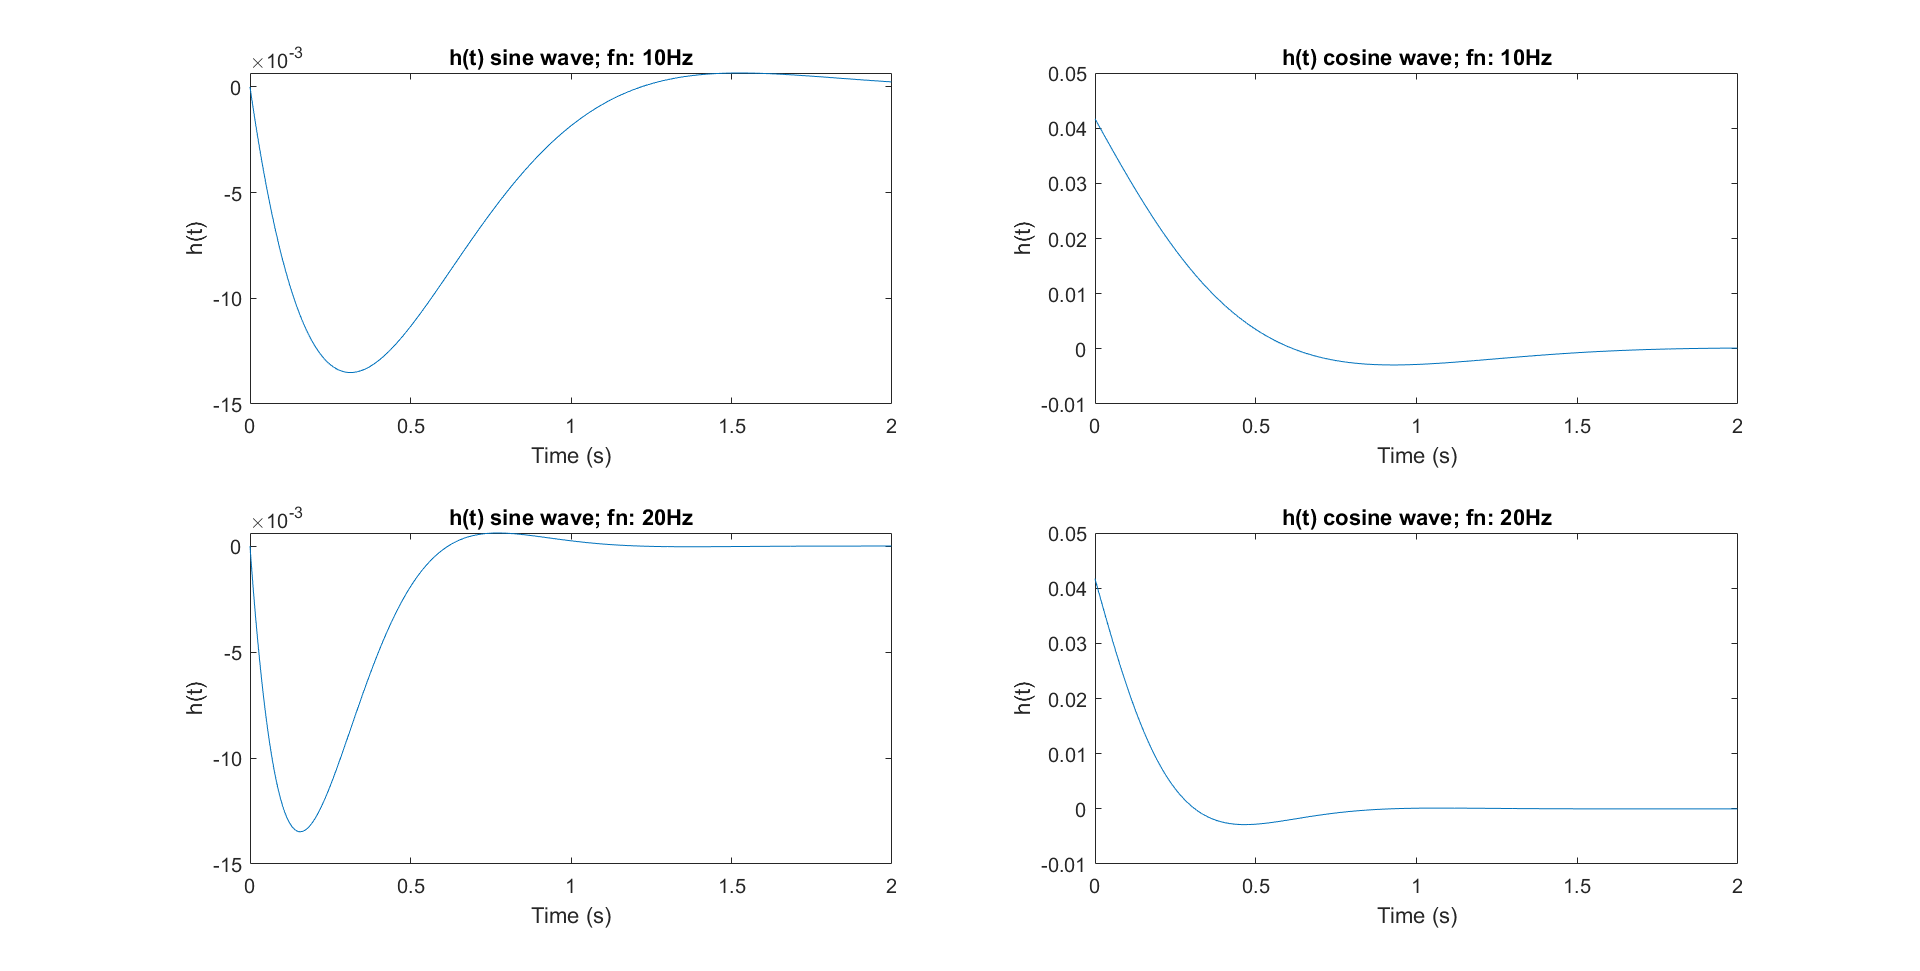 h(t) sine wave; fn: 10Hz
×10-3
0
-5
-10
-15
h(t)
0 0.5 1 1.5 2
Time (s)
h(t) cosine wave; fn: 10Hz
0.05
0.04
0.03
0.02
0.01
0
-0.01
h(t)
0 0.5 1 1.5 2
Time (s)
h(t) sine wave; fn: 20Hz
×10-3
0
-5
-10
-15
h(t)
0 0.5 1 1.5 2
Time (s)
h(t) cosine wave; fn: 20Hz
0.05
0.04
0.03
0.02
0.01
0
-0.01
h(t)
0 0.5 1 1.5 2
Time (s)